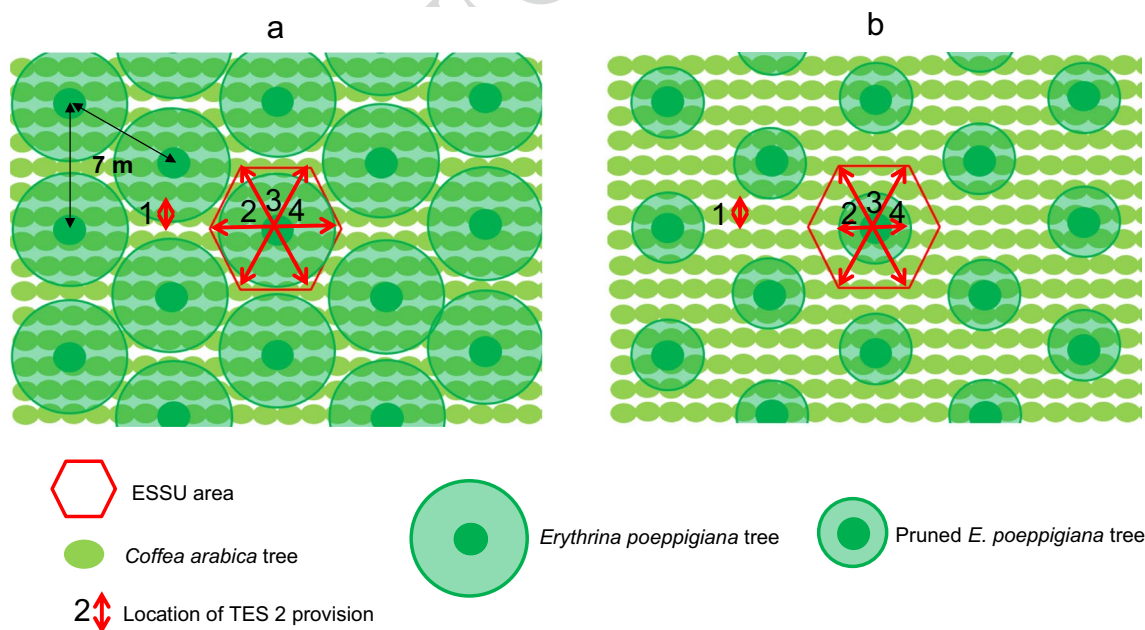 a
b
7 m
1
2
3
4
1
2
3
4
ESSU area
Coffea arabica tree
2 Location of TES 2 provision
Erythrina poeppigiana tree
Pruned E. poeppigiana tree